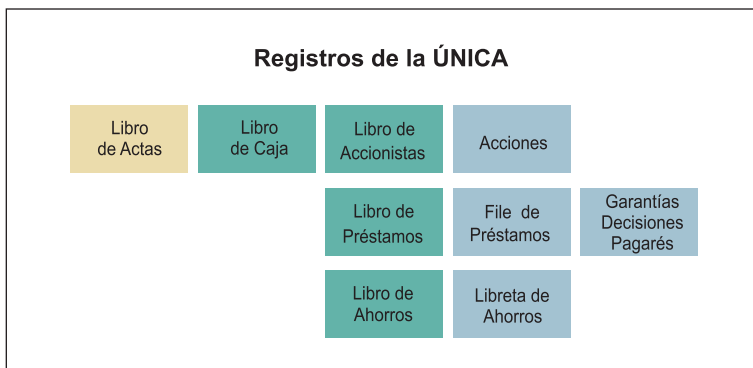 Registros de la ÚNICA
Libro
de Actas
Libro
de Caja
Libro de
Accionistas
Acciones
Libro de
Préstamos
File de
Préstamos
Garantías
Decisiones
Pagarés
Libro de
Ahorros
Libreta de
Ahorros